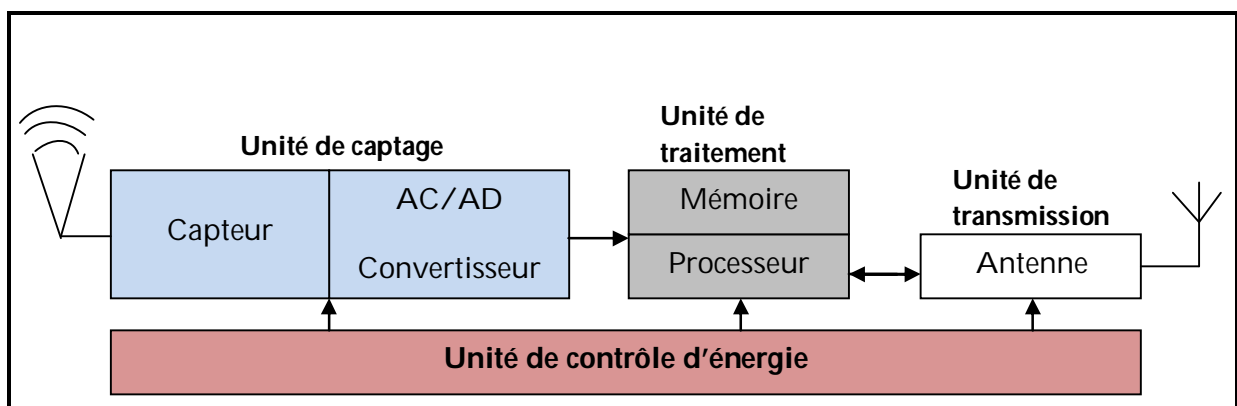 Unité de captage
Capteur
AC/AD
Convertisseur
Unité de
traitement
Mémoire
Processeur
Unité de
transmission
Antenne
Unité de contrôle d'énergie